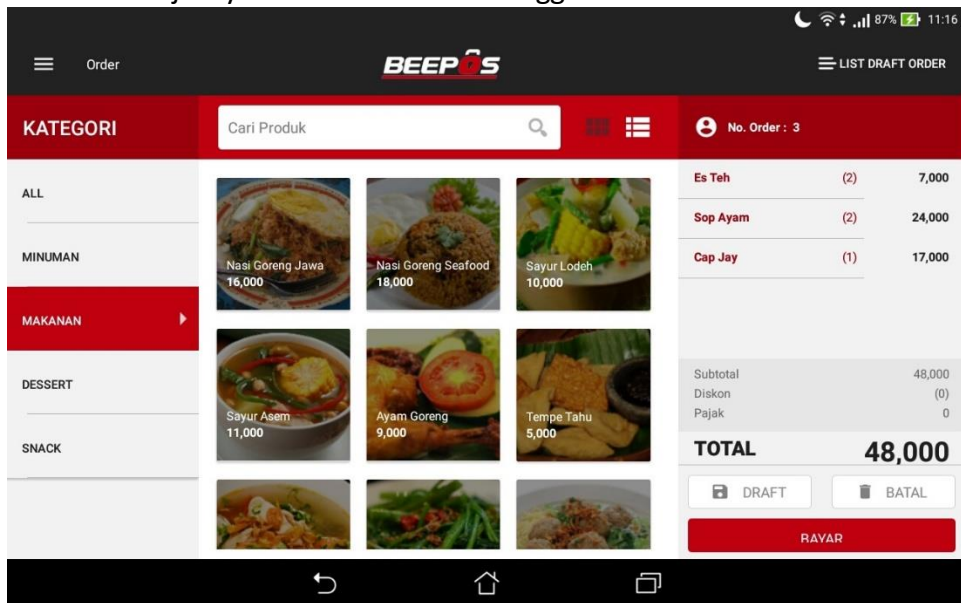 87% 11:16
Order
BEEPOS
LIST DRAFT ORDER
KATEGORI
Cari Produk
No. Order : 3
ALL
MINUMAN
MAKANAN
DESSERT
SNACK
Nasi Goreng Jawa
16,000
Nasi Goreng Seafood
18,000
Sayur Lodeh
10,000
Sayur Asem
11,000
Ayam Goreng
9,000
Tempe Tahu
5,000
Es Teh (2) 7,000
Sop Ayam (2) 24,000
Cap Jay (1) 17,000
Subtotal 48,000
Diskon (0)
Pajak 0
TOTAL 48,000
DRAFT
BATAL
BAYAR